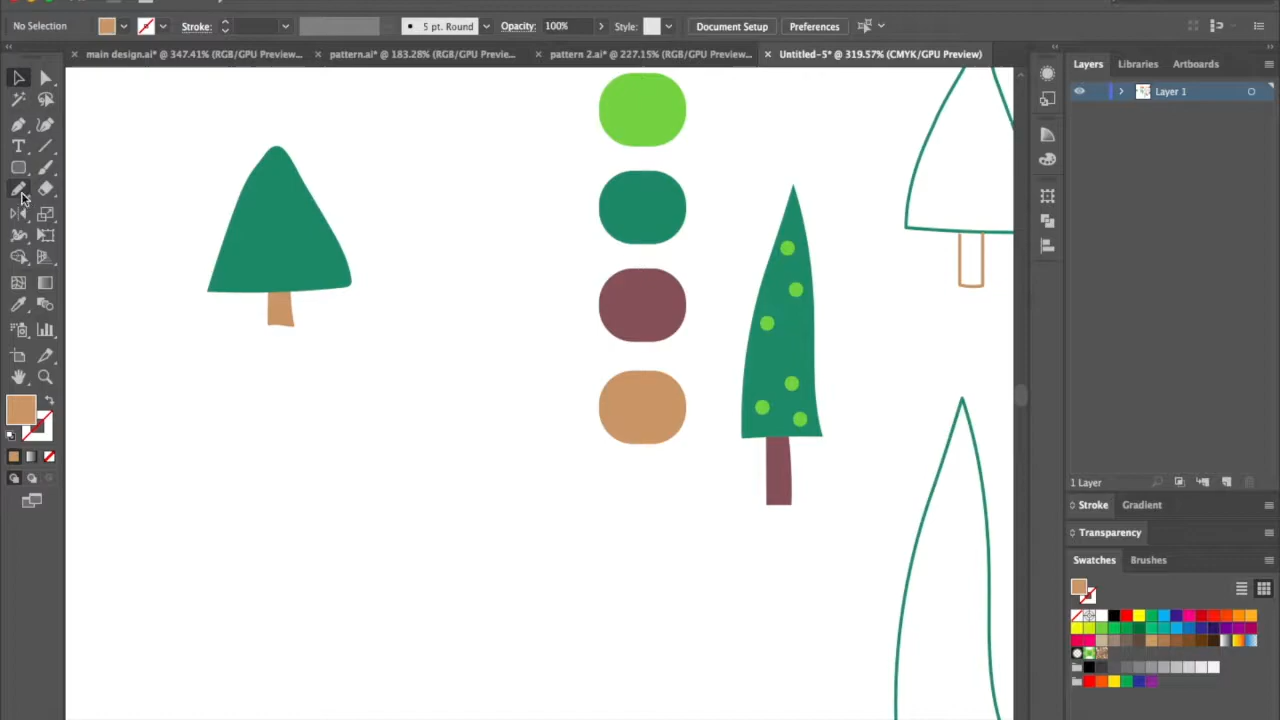 No Selection
Stroke:
5 pt. Round
Opacity: 100%
Style:
Document Setup
Preferences
main design.ai* @ 347.41% (RGB/GPU Preview...
pattern.ai* @ 183.28% (RGB/GPU Previe...
pattern 2.ai* @ 227.15% (RGB/GPU Preview...
Untitled-5* @ 319.57% (CMYK/GPU Preview)
Layers
Libraries
Artboards
Layer 1
1 Layer
Stroke
Gradient
Transparency
Swatches
Brushes